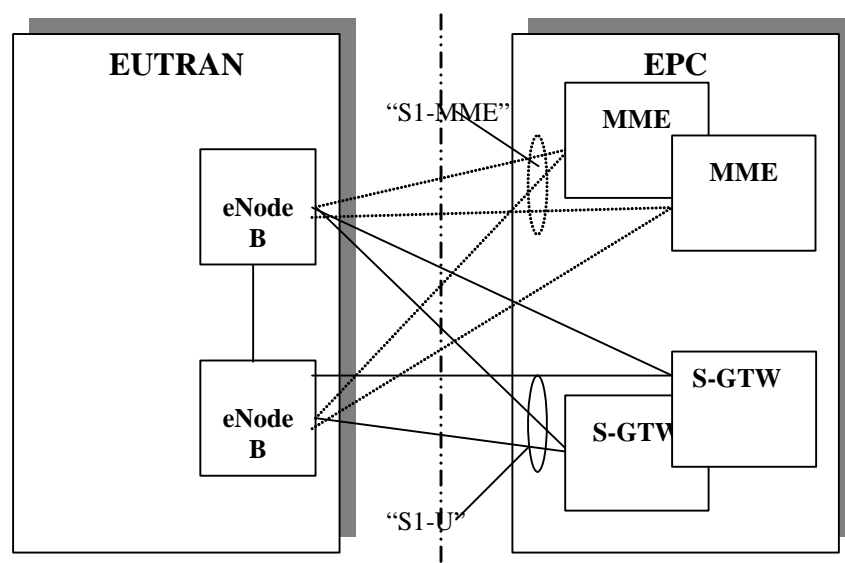 EUTRAN
EPC
“S1-MME”
MME
MME
eNode
B
S-GTW
eNode
B
S-GTW
“S1-U”